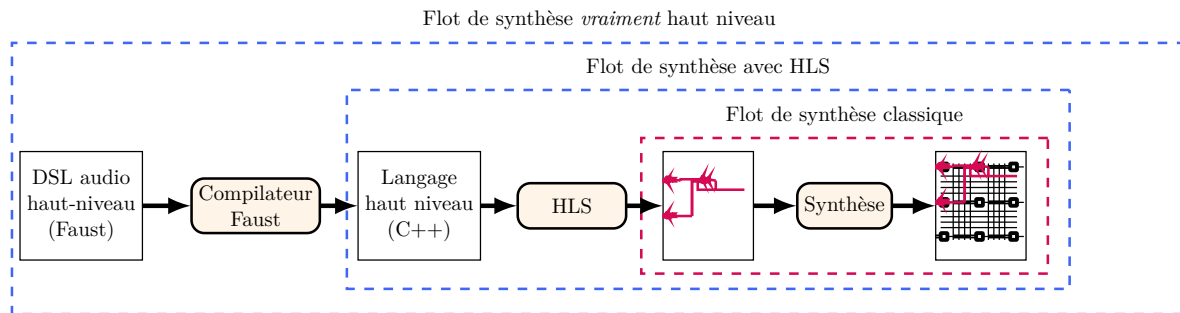 Flot de synthèse vraiment haut niveau
Flot de synthèse avec HLS
Flot de synthèse classique
DSL audio
haut-niveau
(Faust)
Compilateur
Faust
Langage
haut niveau
(C++)
HLS
Synthèse